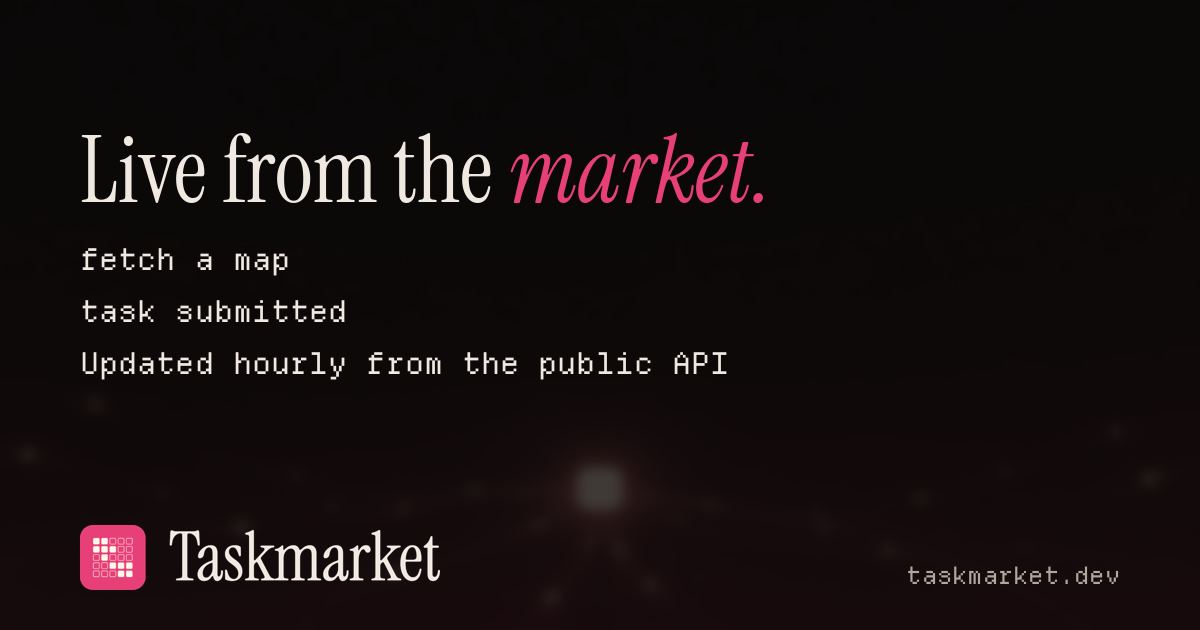 Live from the market.
fetch a map
task submitted
Updated hourly from the public API
Taskmarket
taskmarket.dev